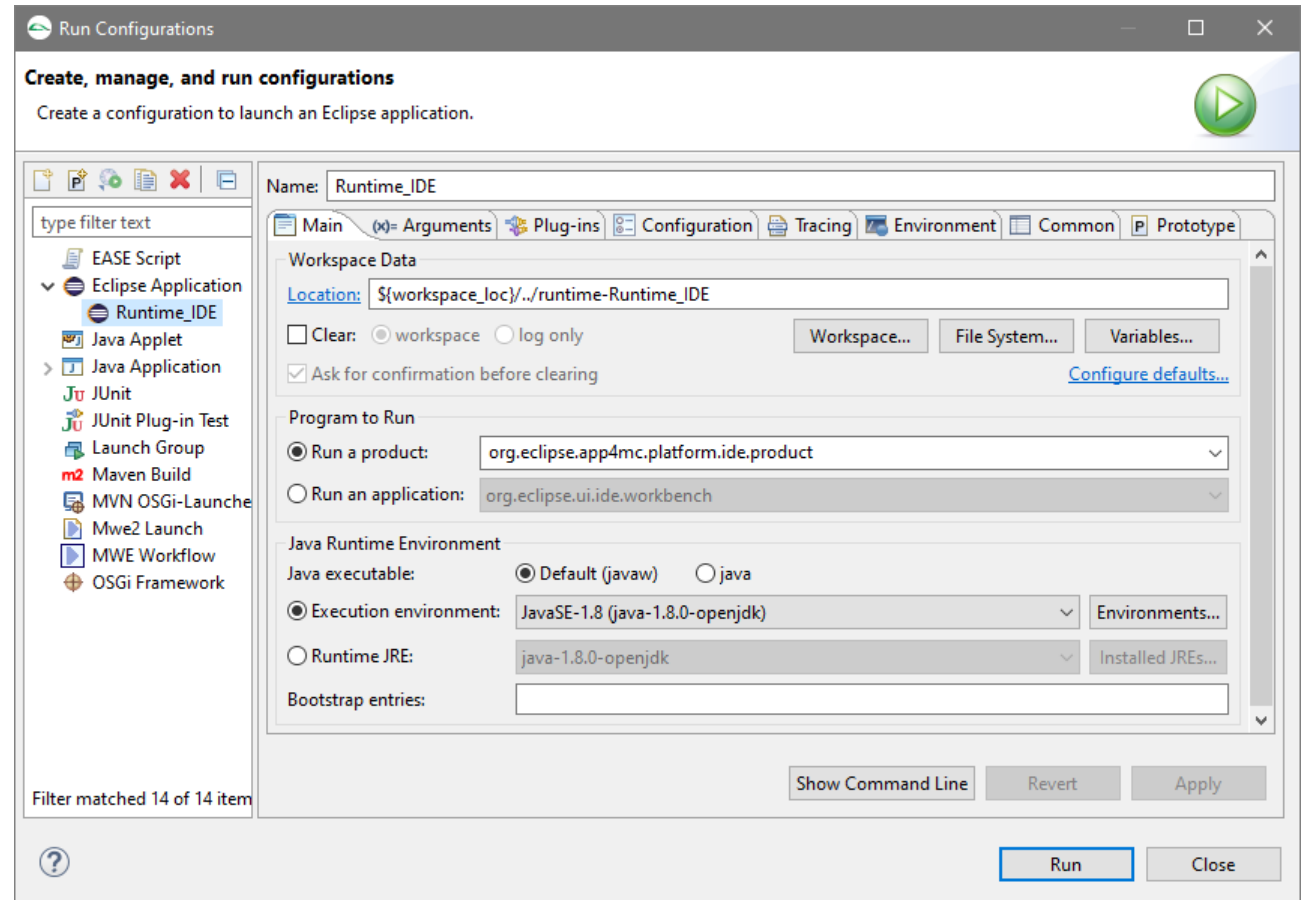 Run Configurations
Create, manage, and run configurations
Create a configuration to launch an Eclipse application.
type filter text
EASE Script
Eclipse Application
Runtime_IDE
Java Applet
Java Application
JUnit
JUnit Plug-in Test
Launch Group
m2 Maven Build
MVN OSGi-Launche
Mwe2 Launch
MWE Workflow
OSGi Framework
Filter matched 14 of 14 item
Name: Runtime_IDE
Main (x)= Arguments Plug-ins Configuration Tracing Environment Common P Prototype
Workspace Data
Location: ${workspace_loc}/../runtime-Runtime_IDE
Clear: workspace log only Workspace... File System... Variables...
Ask for confirmation before clearing Configure defaults...
Program to Run
Run a product: org.eclipse.app4mc.platform.ide.product
Run an application: org.eclipse.ui.ide.workbench
Java Runtime Environment
Java executable: Default (javaw) java
Execution environment: JavaSE-1.8 (java-1.8.0-openjdk) Environments...
Runtime JRE: java-1.8.0-openjdk Installed JREs...
Bootstrap entries:
Show Command Line Revert Apply
Run Close